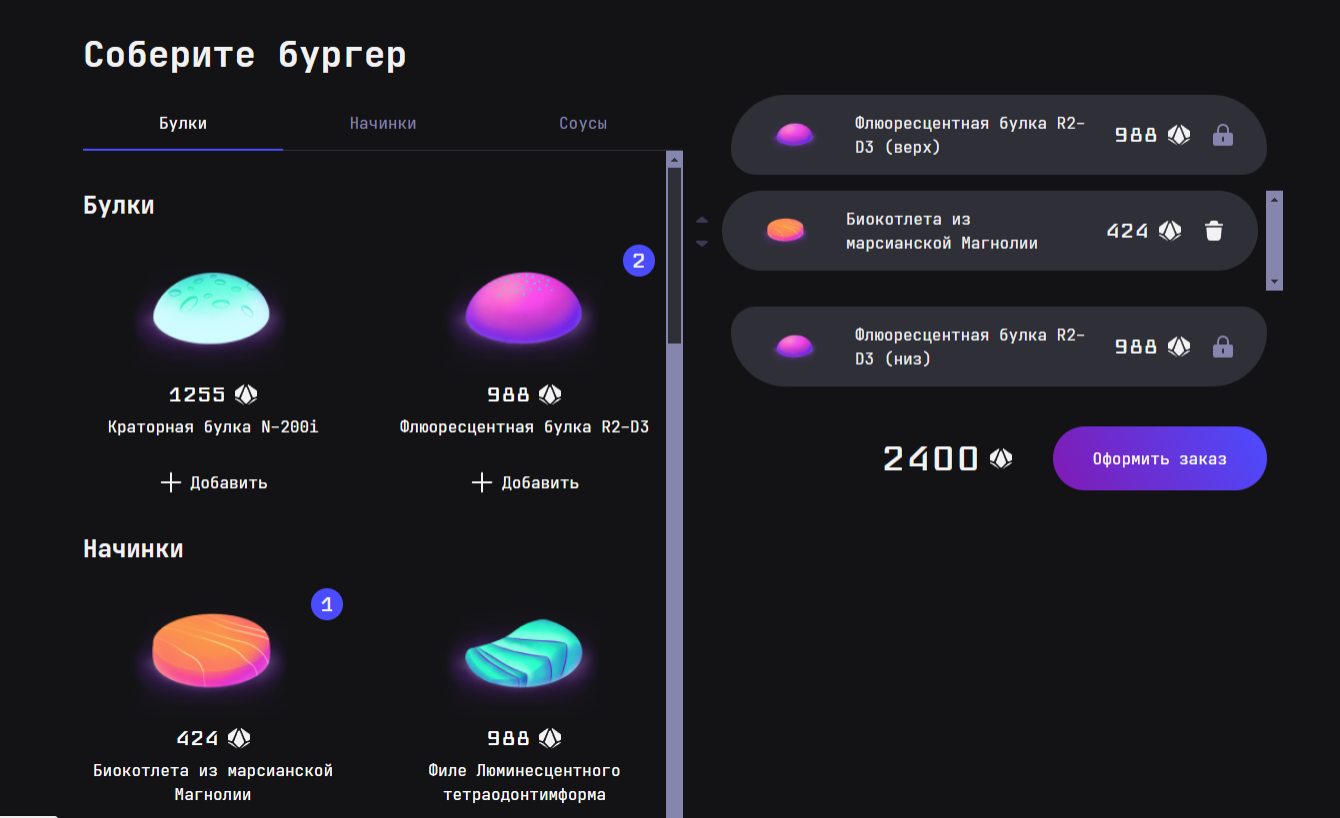 Соберите бургер
Булки
Начинки
Соусы
Булки
2
1255
988
Краторная булка N-200i
Флюоресцентная булка R2-D3
Добавить
Добавить
Начинки
1
424
988
Биокотлета из марсианской
Магнолии
Филе Люминесцентного
тетраодонтимформа
Флюоресцентная булка R2-
D3 (верх)
988
Биокотлета из
марсианской Магнолии
424
Флюоресцентная булка R2-
D3 (низ)
988
2400
Оформить заказ